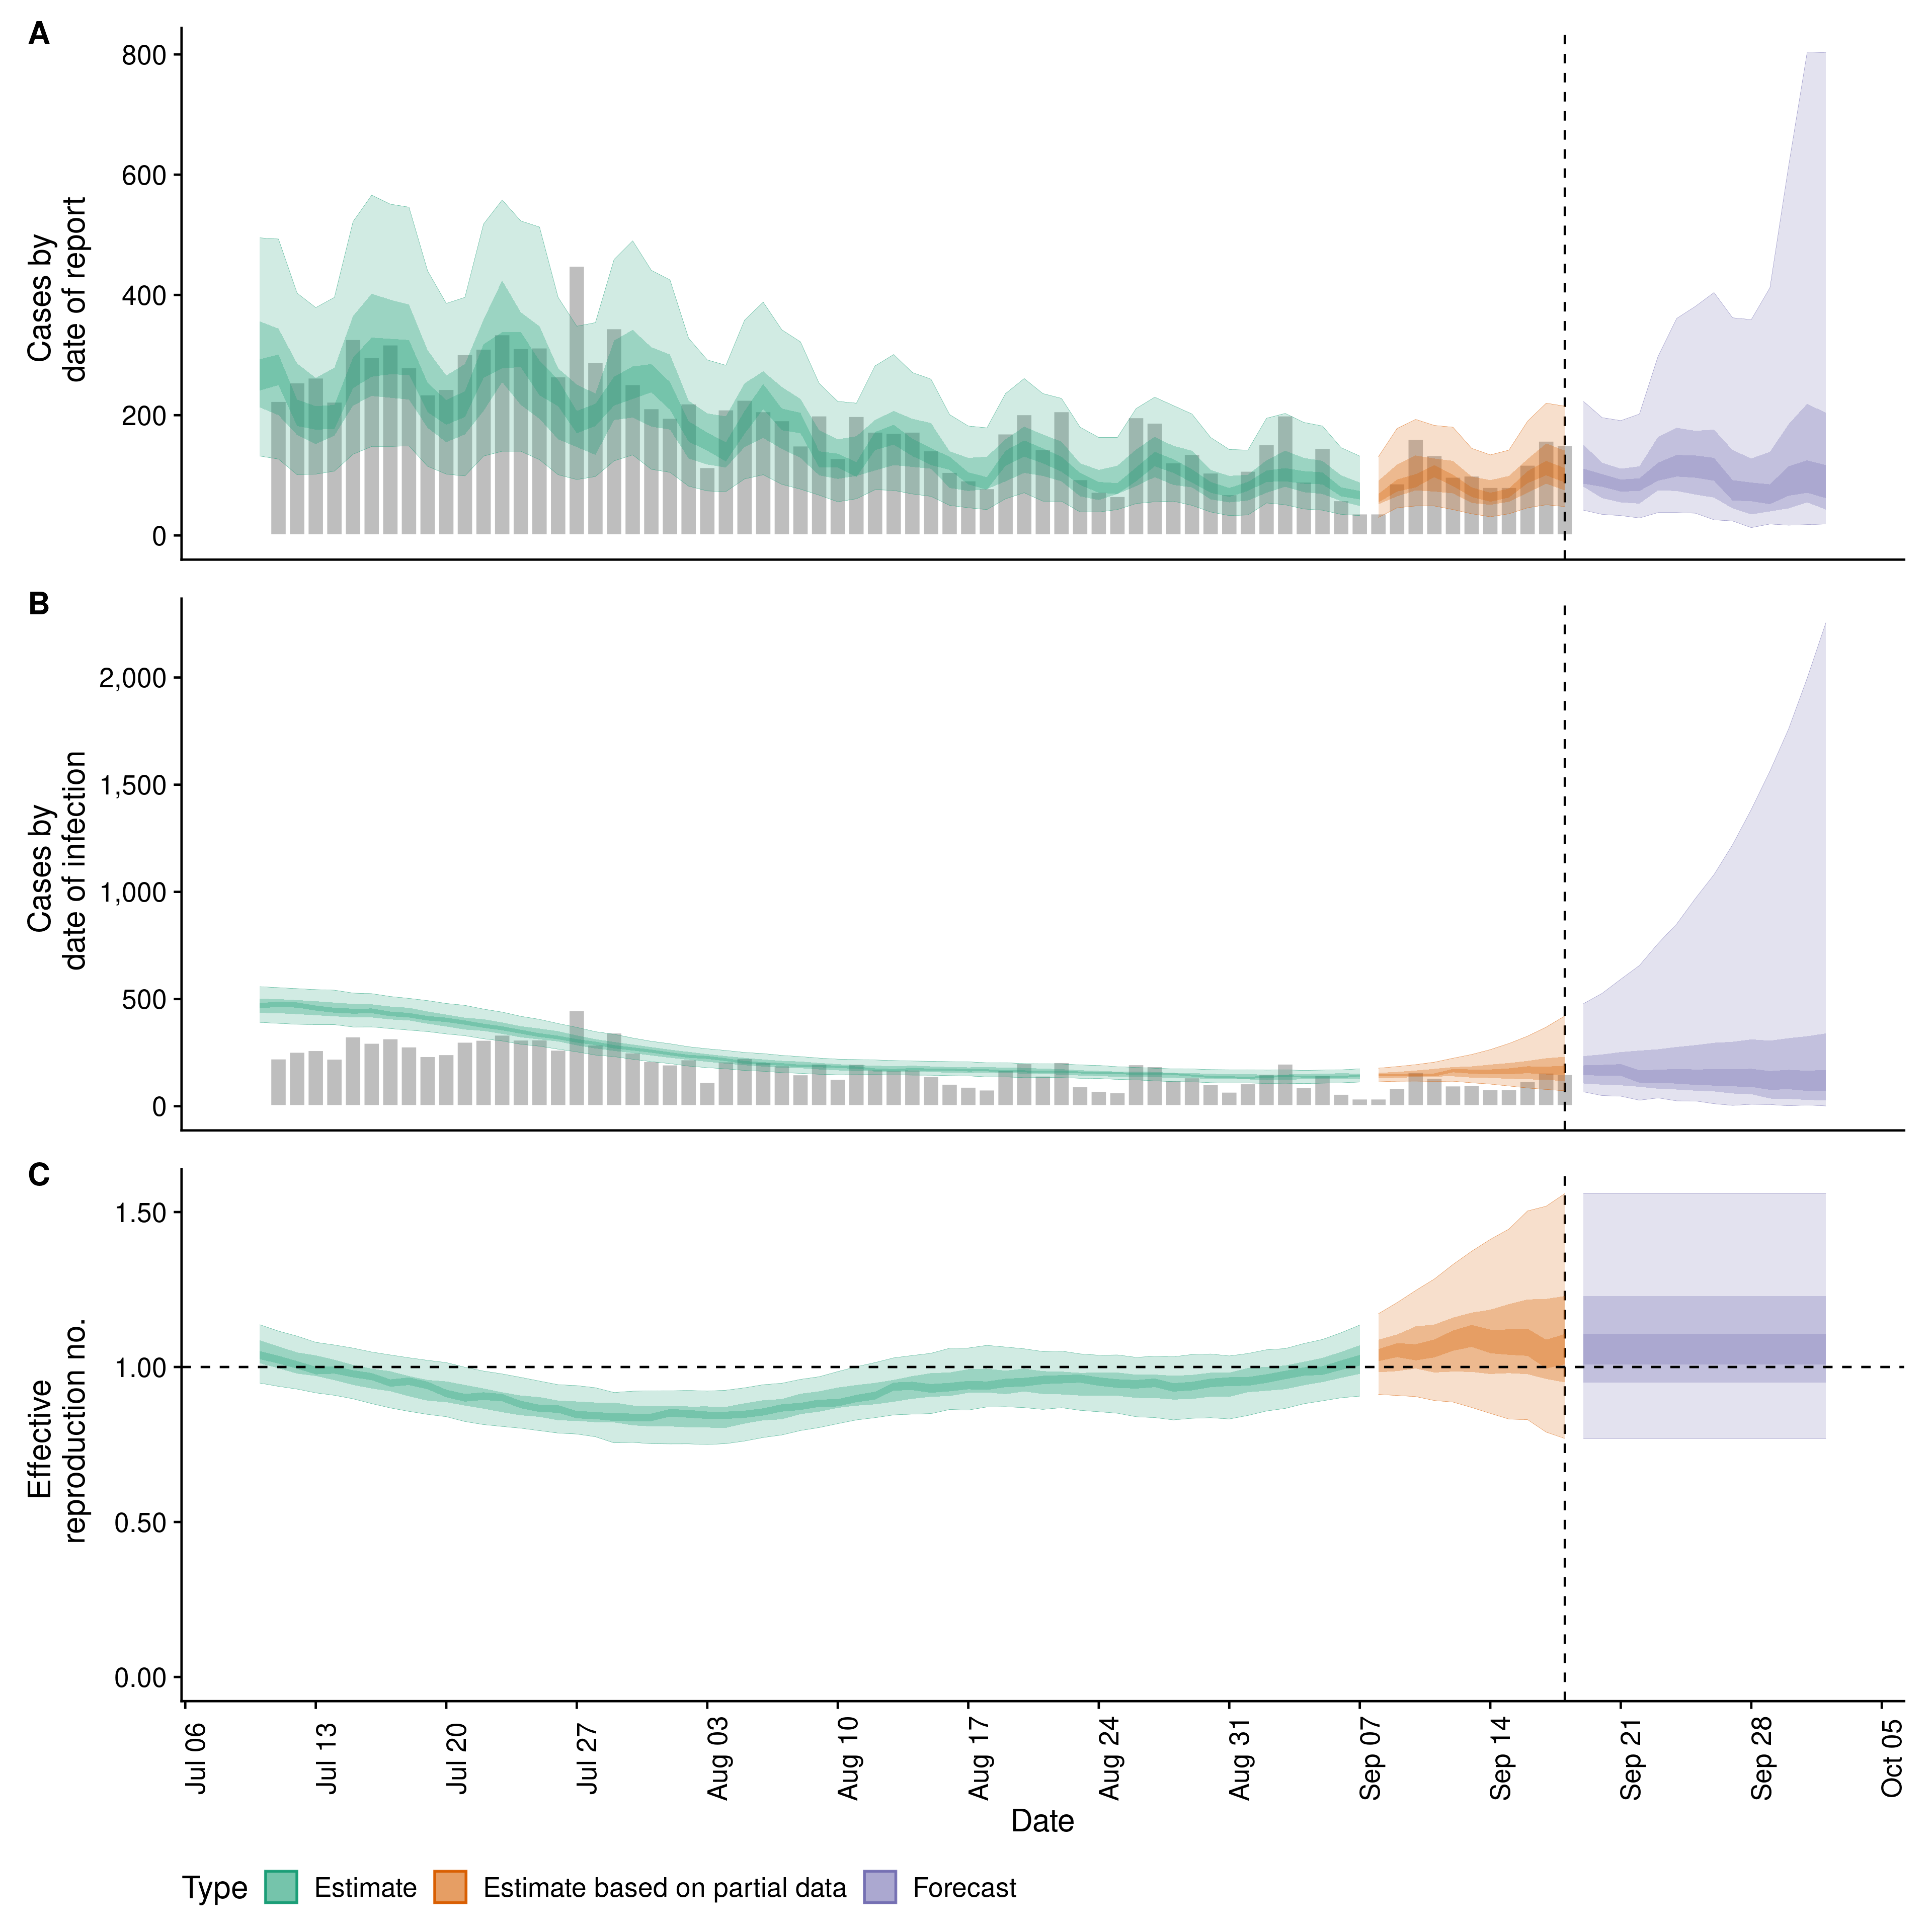 A
Cases by
date of report
800
600
400
200
0
B
Cases by
date of infection
2,000
1,500
1,000
500
0
C
Effective
reproduction no.
1.50
1.00
0.50
0.00
Jul 06
Jul 13
Jul 20
Jul 27
Aug 03
Aug 10
Aug 17
Aug 24
Aug 31
Sep 07
Sep 14
Sep 21
Sep 28
Oct 05
Date
Type Estimate Estimate based on partial data Forecast